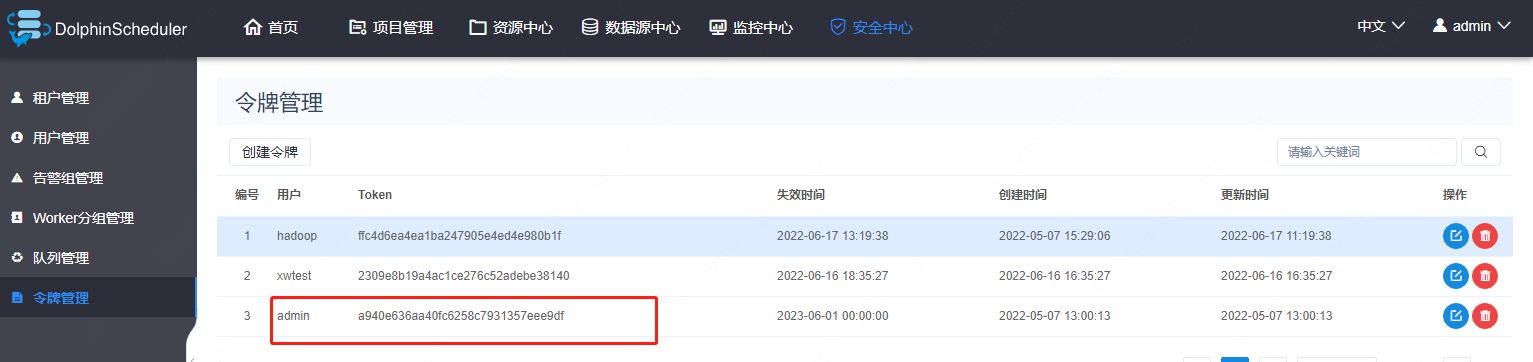 DolphinScheduler 首页 项目管理 资源中心 数据源中心 监控中心 安全中心 中文 admin
租户管理
用户管理
告警组管理
Worker分组管理
队列管理
令牌管理
令牌管理
创建令牌 请输入关键词
编号 用户 Token 失效时间 创建时间 更新时间 操作
1 hadoop ffc4d6ea4ea1ba247905e4ed4e980b1f 2022-06-17 13:19:38 2022-05-07 15:29:06 2022-06-17 11:19:38
2 xwtest 2309e8b19a4ac1ce276c52adebe38140 2022-06-16 18:35:27 2022-06-16 16:35:27 2022-06-16 16:35:27
3 admin a940e636aa40fc6258c7931357eee9df 2023-06-01 00:00:00 2022-05-07 13:00:13 2022-05-07 13:00:13